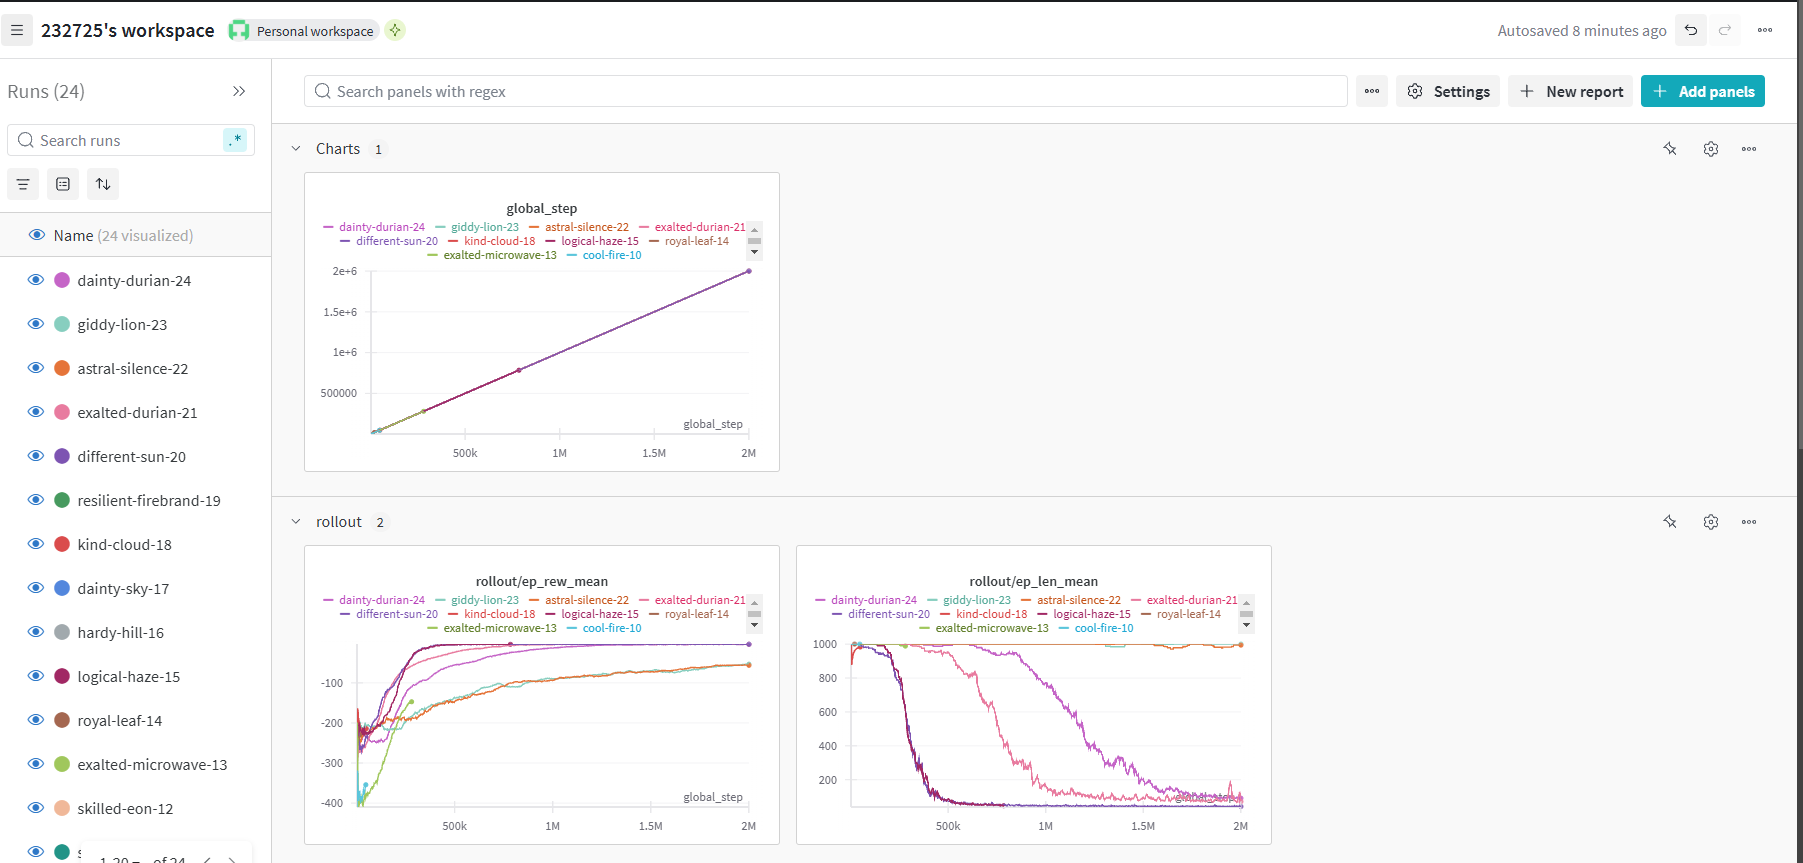 232725's workspace
Personal workspace
Autosaved 8 minutes ago
Runs (24)
Search runs
.*
Name (24 visualized)
dainty-durian-24
giddy-lion-23
astral-silence-22
exalted-durian-21
different-sun-20
resilient-firebrand-19
kind-cloud-18
dainty-sky-17
hardy-hill-16
logical-haze-15
royal-leaf-14
exalted-microwave-13
skilled-eon-12
Search panels with regex
Settings
New report
Add panels
Charts 1
global_step
dainty-durian-24 giddy-lion-23 astral-silence-22 exalted-durian-21
different-sun-20 kind-cloud-18 logical-haze-15 royal-leaf-14
exalted-microwave-13 cool-fire-10
2e+6
1.5e+6
1e+6
500000
global_step
500k 1M 1.5M 2M
rollout 2
rollout/ep_rew_mean
dainty-durian-24 giddy-lion-23 astral-silence-22 exalted-durian-21
different-sun-20 kind-cloud-18 logical-haze-15 royal-leaf-14
exalted-microwave-13 cool-fire-10
-100
-200
-300
-400
global_step
500k 1M 1.5M 2M
rollout/ep_len_mean
dainty-durian-24 giddy-lion-23 astral-silence-22 exalted-durian-21
different-sun-20 kind-cloud-18 logical-haze-15 royal-leaf-14
exalted-microwave-13 cool-fire-10
1000
800
600
400
200
global_step
500k 1M 1.5M 2M